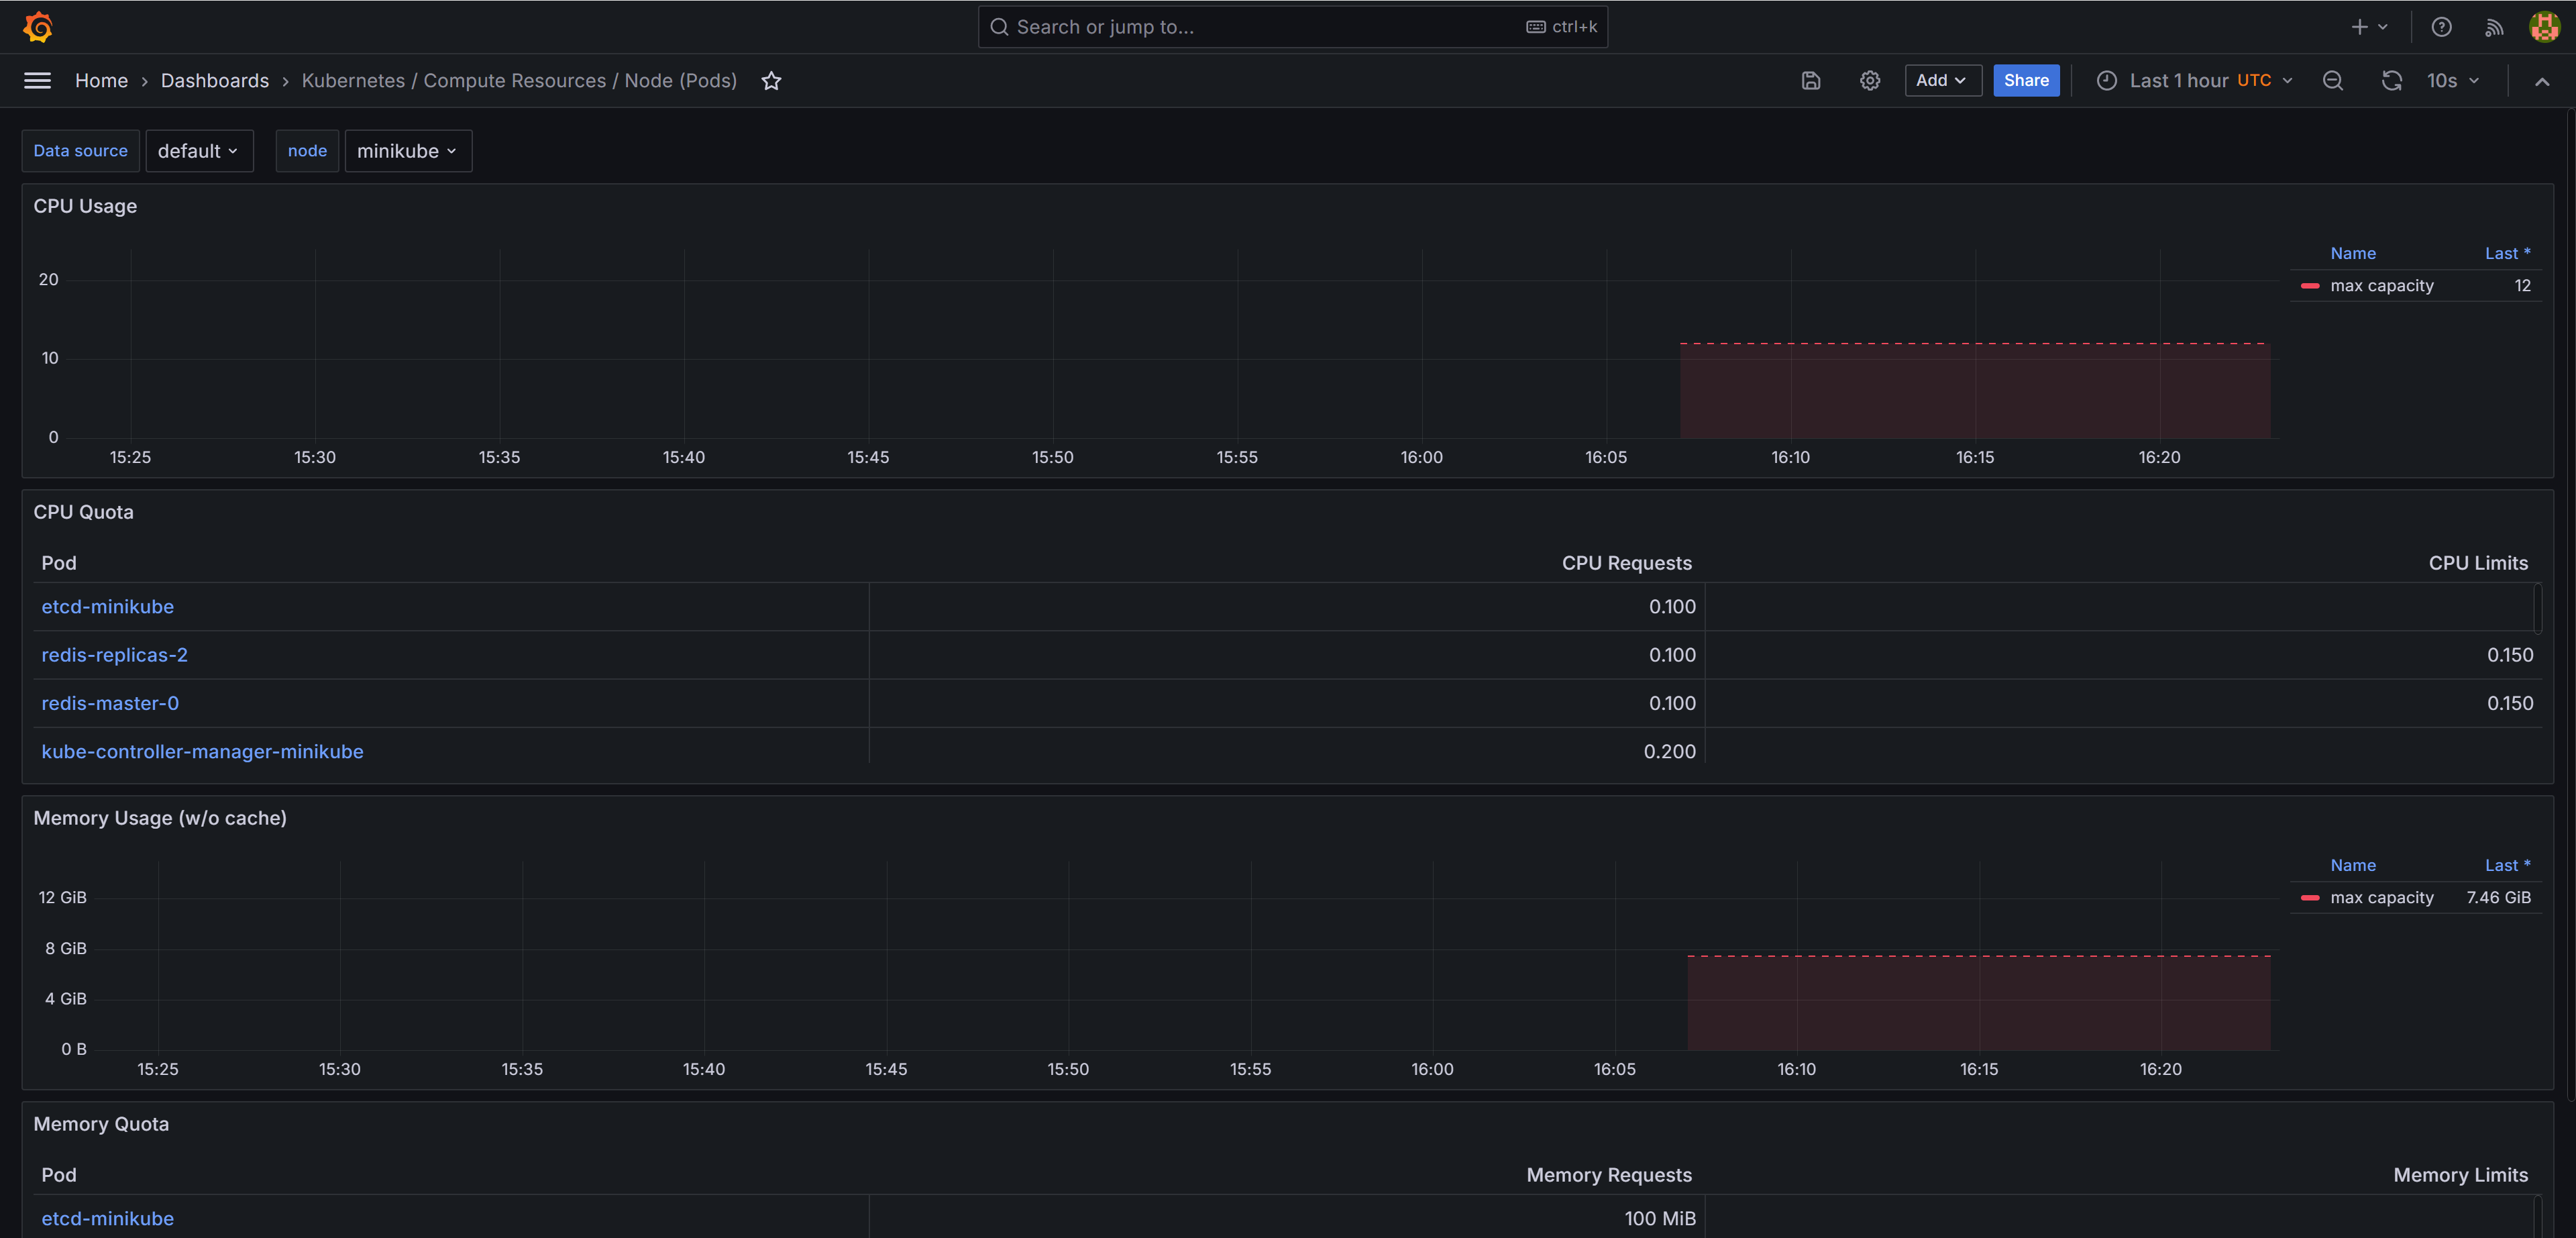 Search or jump to... ctrl+k
Home › Dashboards › Kubernetes / Compute Resources / Node (Pods) Add Share Last 1 hour UTC 10s
Data source default node minikube
CPU Usage
Name Last *
max capacity 12
20
10
0
15:25 15:30 15:35 15:40 15:45 15:50 15:55 16:00 16:05 16:10 16:15 16:20
CPU Quota
Pod CPU Requests CPU Limits
etcd-minikube 0.100
redis-replicas-2 0.100 0.150
redis-master-0 0.100 0.150
kube-controller-manager-minikube 0.200
Memory Usage (w/o cache)
Name Last *
max capacity 7.46 GiB
12 GiB
8 GiB
4 GiB
0 B
15:25 15:30 15:35 15:40 15:45 15:50 15:55 16:00 16:05 16:10 16:15 16:20
Memory Quota
Pod Memory Requests Memory Limits
etcd-minikube 100 MiB